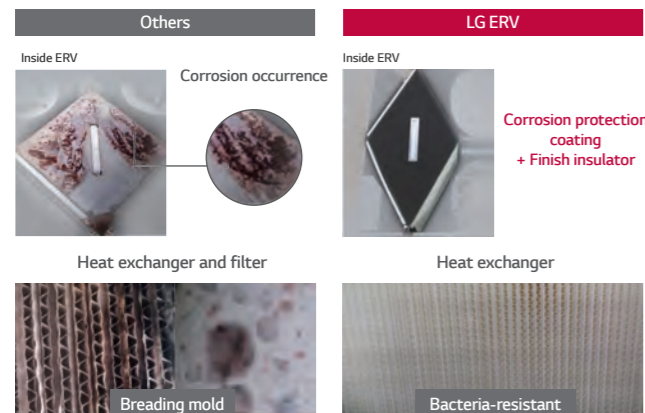 Others
LG ERV
Inside ERV
Corrosion occurrence
Inside ERV
Corrosion protection
coating
+ Finish insulator
Heat exchanger and filter
Heat exchanger
Breading mold
Bacteria-resistant